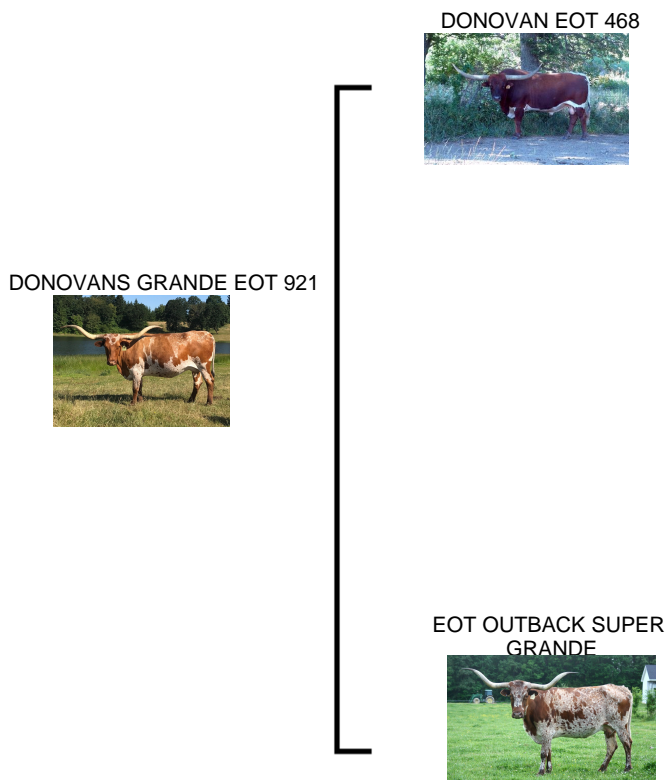 DONOVAN EOT 468
DONOVANS GRANDE EOT 921
EOT OUTBACK SUPER
GRANDE